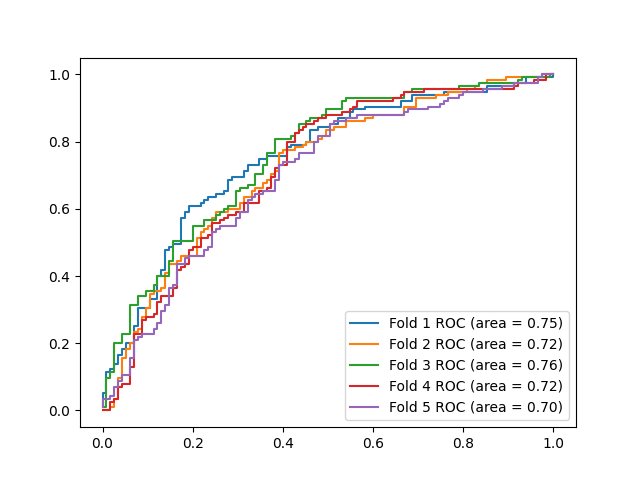 1.0
0.8
0.6
0.4
0.2
0.0
Fold 1 ROC (area = 0.75)
Fold 2 ROC (area = 0.72)
Fold 3 ROC (area = 0.76)
Fold 4 ROC (area = 0.72)
Fold 5 ROC (area = 0.70)
0.0 0.2 0.4 0.6 0.8 1.0